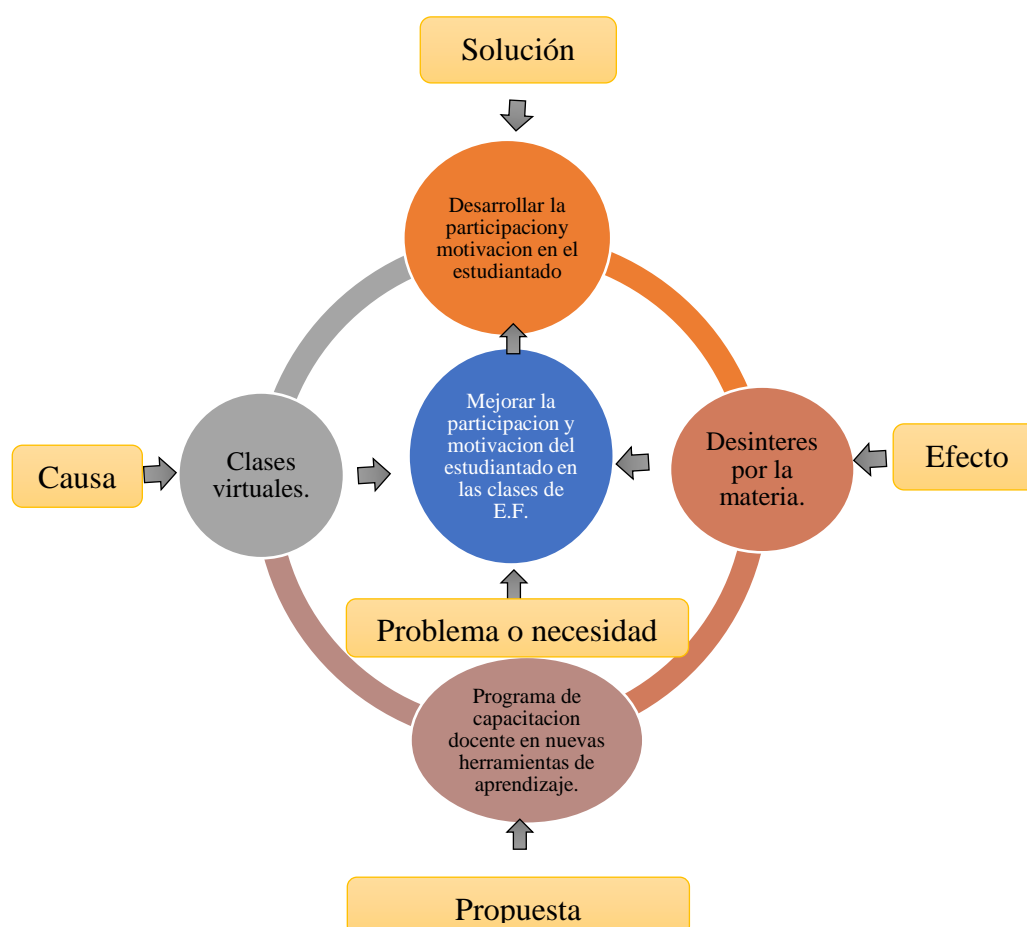 Solución
Desarrollar la
participaciony
motivacion en el
estudiantado
Mejorar la
participacion y
motivacion del
estudiantado en
las clases de
E.F.
Causa
Clases
virtuales.
Desinteres
por la
materia.
Efecto
Problema o necesidad
Programa de
capacitacion
docente en nuevas
herramientas de
aprendizaje.
Propuesta